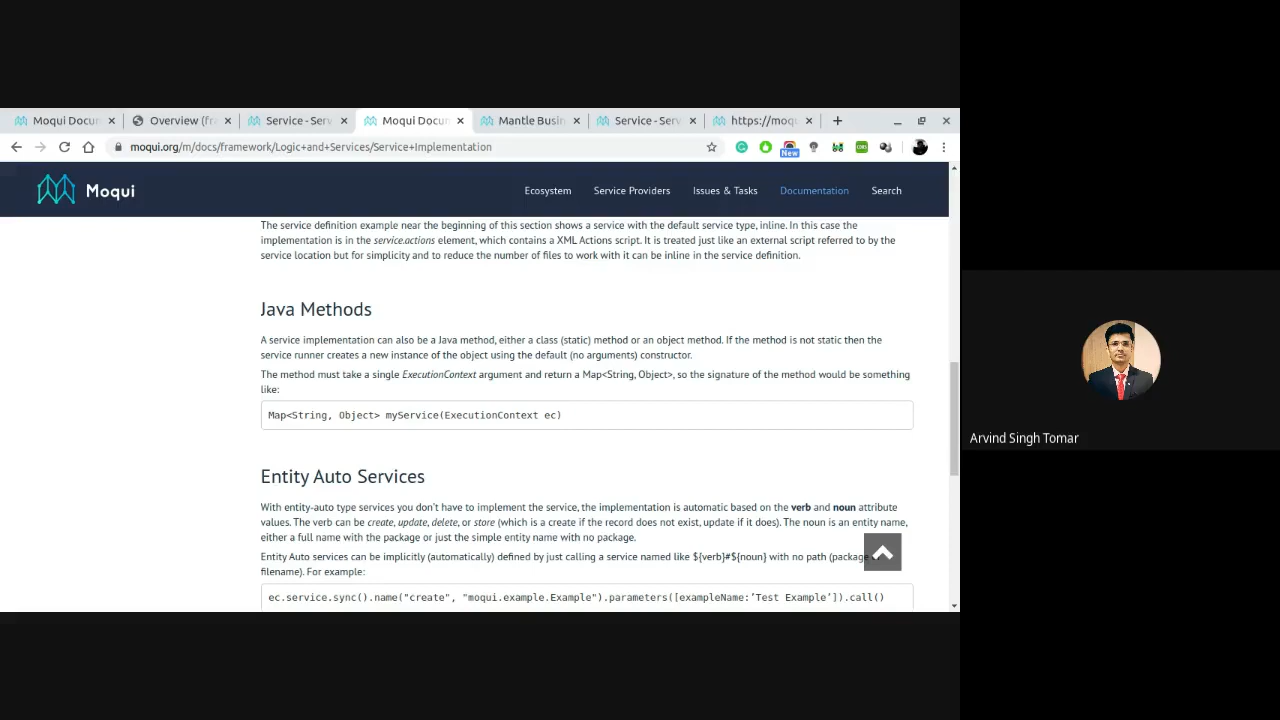 Moqui Docu
Overview (fr
Service - Serv
Moqui Docun
Mantle Busin
Service - Serv
https://moq
moqui.org/m/docs/framework/Logic+and+Services/Service+Implementation
New
Moqui
Ecosystem
Service Providers
Issues & Tasks
Documentation
Search
The service definition example near the beginning of this section shows a service with the default service type, inline. In this case the
implementation is in the service.actions element, which contains a XML Actions script. It is treated just like an external script referred to by the
service location but for simplicity and to reduce the number of files to work with it can be inline in the service definition.
Java Methods
A service implementation can also be a Java method, either a class (static) method or an object method. If the method is not static then the
service runner creates a new instance of the object using the default (no arguments) constructor.
The method must take a single ExecutionContext argument and return a Map<String, Object>, so the signature of the method would be something
like:
Map<String, Object> myService(ExecutionContext ec)
Entity Auto Services
With entity-auto type services you don't have to implement the service, the implementation is automatic based on the verb and noun attribute
values. The verb can be create, update, delete, or store (which is a create if the record does not exist, update if it does). The noun is an entity name,
either a full name with the package or just the simple entity name with no package.
Entity Auto services can be implicitly (automatically) defined by just calling a service named like ${verb}#${noun} with no path (package
filename). For example:
ec.service.sync().name("create", "moqui.example.Example").parameters([exampleName:’Test Example’]).call()
Arvind Singh Tomar